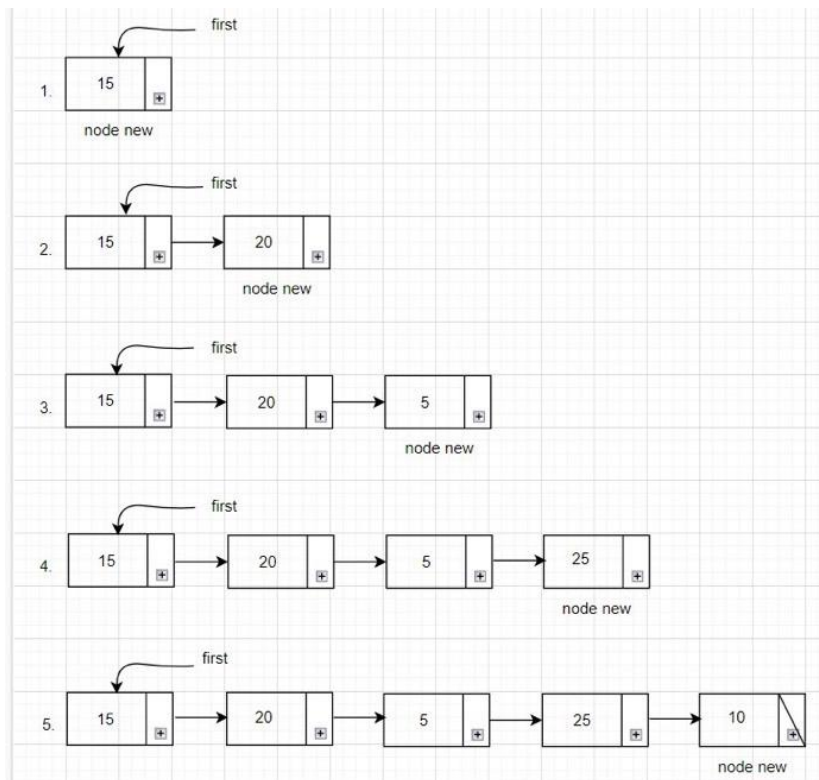 first
1. 15
node new
first
2. 15 20
node new
first
3. 15 20 5
node new
first
4. 15 20 5 25
node new
first
5. 15 20 5 25 10
node new